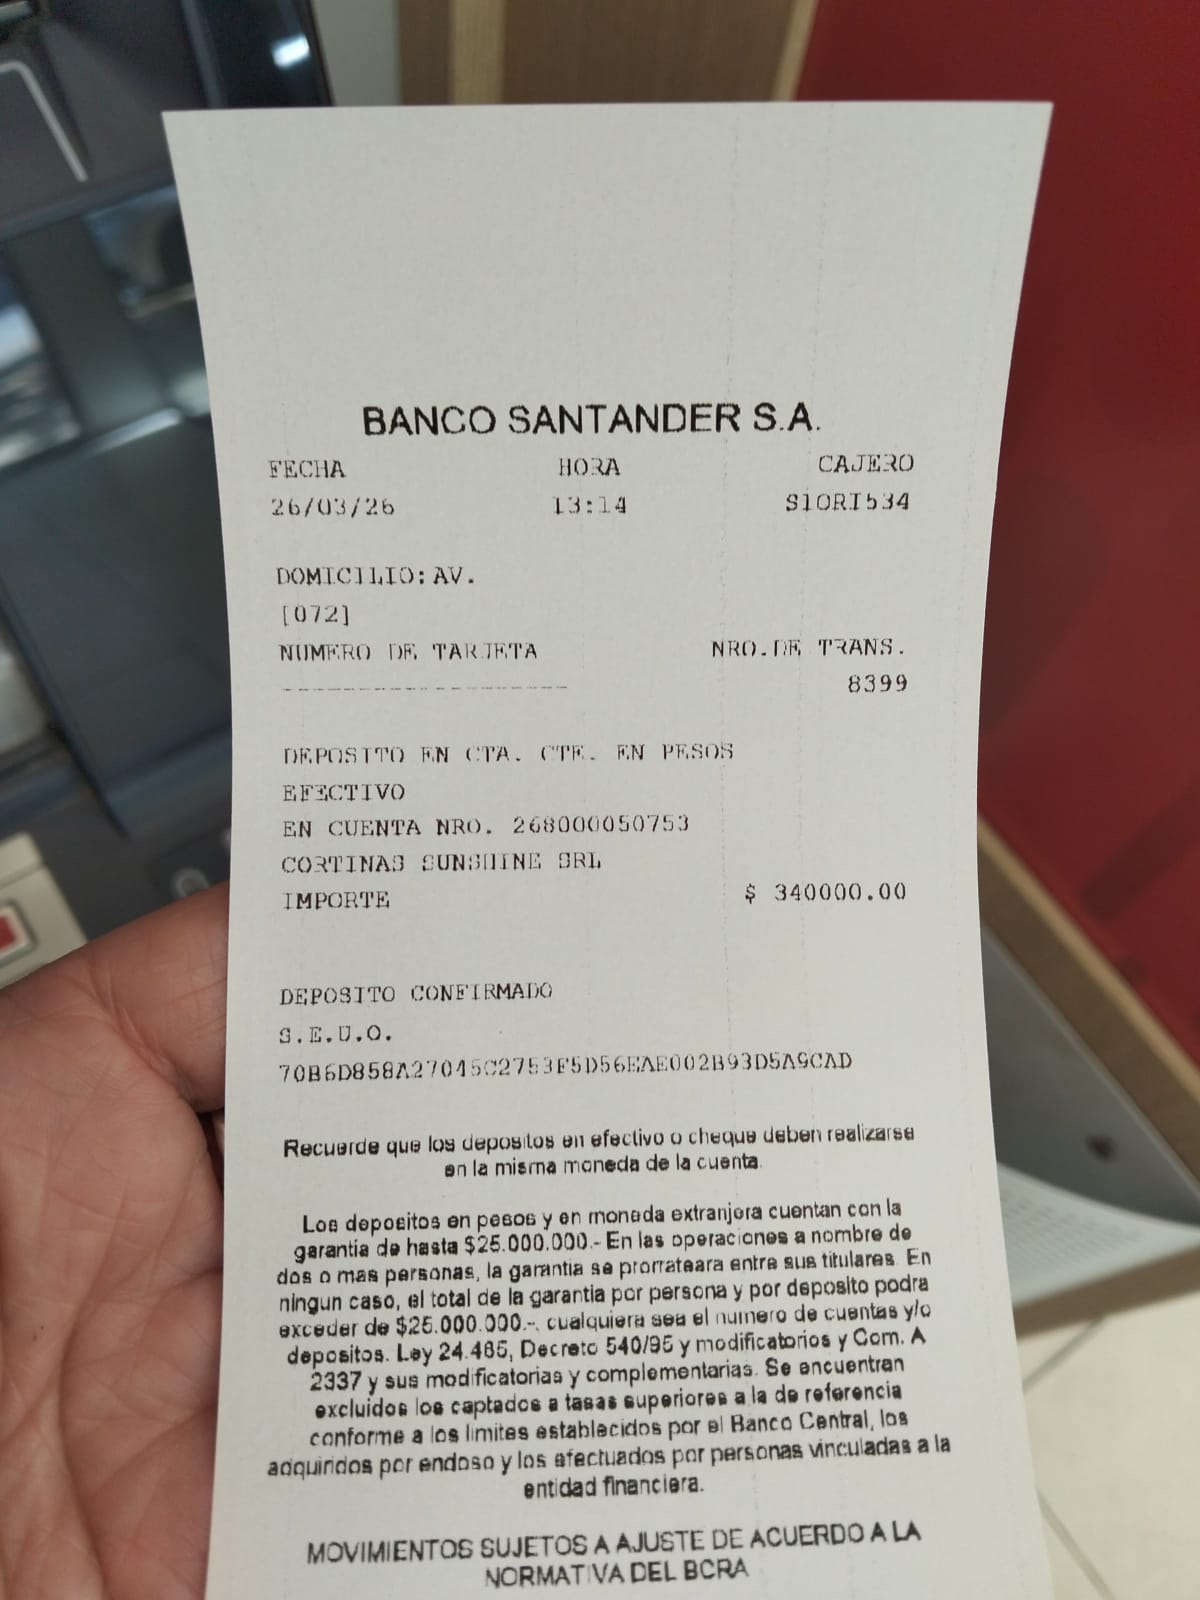 BANCO SANTANDER S.A.
FECHA HORA CAJERO
26/03/26 13:14 S1ORI534
DOMICILIO: AV.
[072]
NUMERO DE TARJETA NRO. DE TRANS.
-------------------- 8399
DEPOSITO EN CTA. CTE. EN PESOS
EFECTIVO
EN CUENTA NRO. 268000050753
CORTINAS SUNSHINE SRL
IMPORTE $ 340000.00
DEPOSITO CONFIRMADO
S.E.U.O.
70B6D858A27045C2753F5D56EAE002B93D5A9CAD
Recuerde que los depositos en efectivo o cheque deben realizarse
en la misma moneda de la cuenta.
Los depositos en pesos y en moneda extranjera cuentan con la
garantia de hasta $25.000.000.- En las operaciones a nombre de
dos o mas personas, la garantia se prorrateara entre sus titulares. En
ningun caso, el total de la garantia por persona y por deposito podra
exceder de $25.000.000.-, cualquiera sea el numero de cuentas y/o
depositos. Ley 24.485, Decreto 540/95 y modificatorios y Com. A
2337 y sus modificatorias y complementarias. Se encuentran
excluidos los captados a tasas superiores a la de referencia
conforme a los limites establecidos por el Banco Central, los
adquiridos por endoso y los efectuados por personas vinculadas a la
entidad financiera.
MOVIMIENTOS SUJETOS A AJUSTE DE ACUERDO A LA
NORMATIVA DEL BCRA